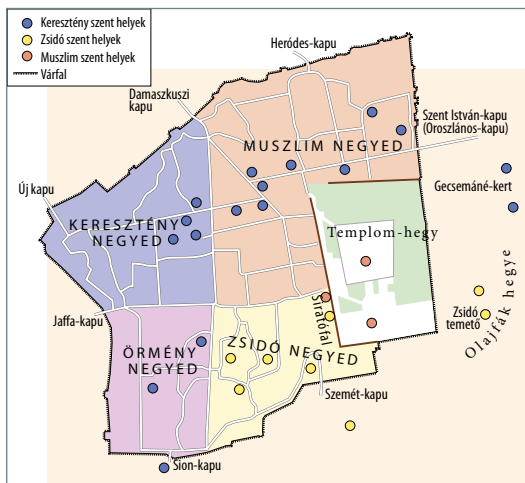 Keresztény szent helyek
Zsidó szent helyek
Muszlim szent helyek
Várfal
Heródes-kapu
Damaszkuszi
kapu
Szent István-kapu
(Oroszlános-kapu)
MUSZLIM NEGYED
Gecsemáné-kert
Új kapu
KERESZTÉNY
NEGYED
Templom-hegy
Olajfák hegye
Zsidó
temető
Jaffa-kapu
Siratófal
ÖRMÉNY
NEGYED
ZSIDÓ NEGYED
Szemét-kapu
Sion-kapu